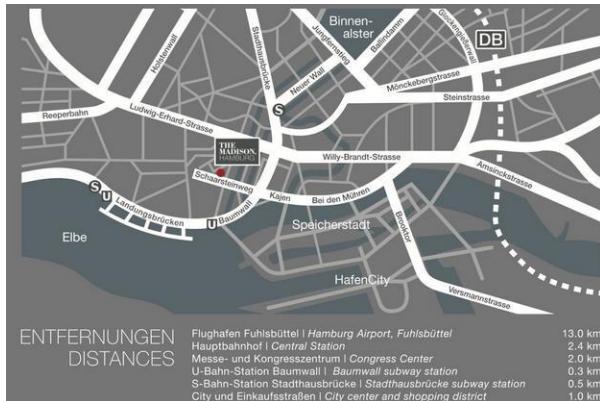 Binnen-
alster
DB
Glockengießerwall
Ballindamm
Jungfernstieg
Neuer Wall
Stadthausbrücke
Holstenwall
Mönckebergstrasse
Steinstrasse
Reeperbahn
Ludwig-Erhard-Strasse
S
THE
MADISON
HAMBURG
Willy-Brandt-Strasse
Amsinckstrasse
Schaarsteinweg
Kajen
Bei den Mühren
S
U
Landungsbrücken
U
Baumwall
Speicherstadt
Brooktor
Elbe
HafenCity
Versmannstrasse
ENTFERNUNGEN
DISTANCES
Flughafen Fuhlsbüttel | Hamburg Airport, Fuhlsbüttel 13.0 km
Hauptbahnhof | Central Station 2.4 km
Messe- und Kongresszentrum | Congress Center 2.0 km
U-Bahn-Station Baumwall | Baumwall subway station 0.3 km
S-Bahn-Station Stadthausbrücke | Stadthausbrücke subway station 0.5 km
City und Einkaufsstraßen | City center and shopping district 1.0 km